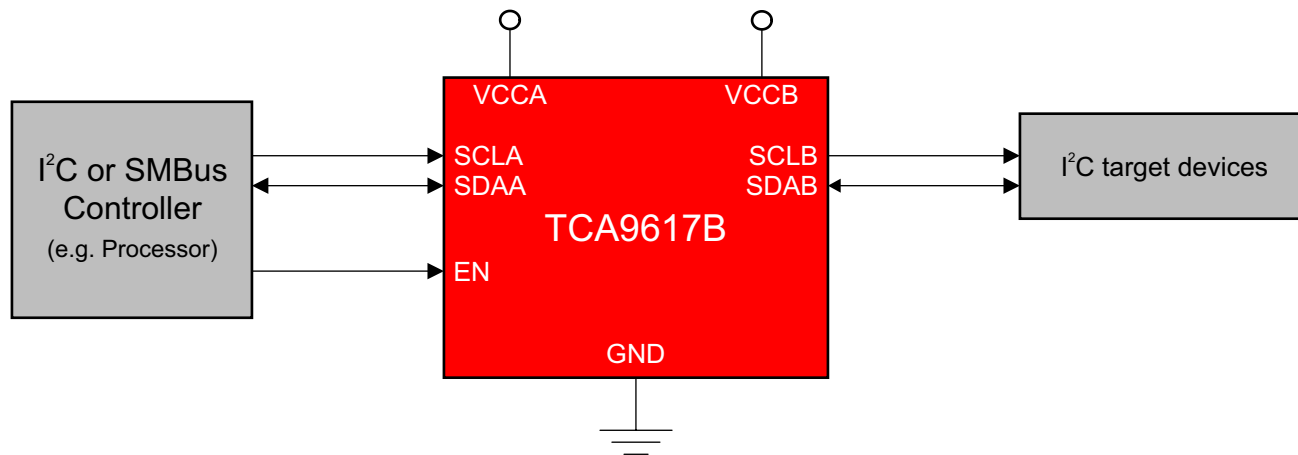 VCCA
VCCB
I²C or SMBus
Controller
(e.g. Processor)
SCLA
SDAA
EN
SCLB
SDAB
TCA9617B
GND
I²C target devices